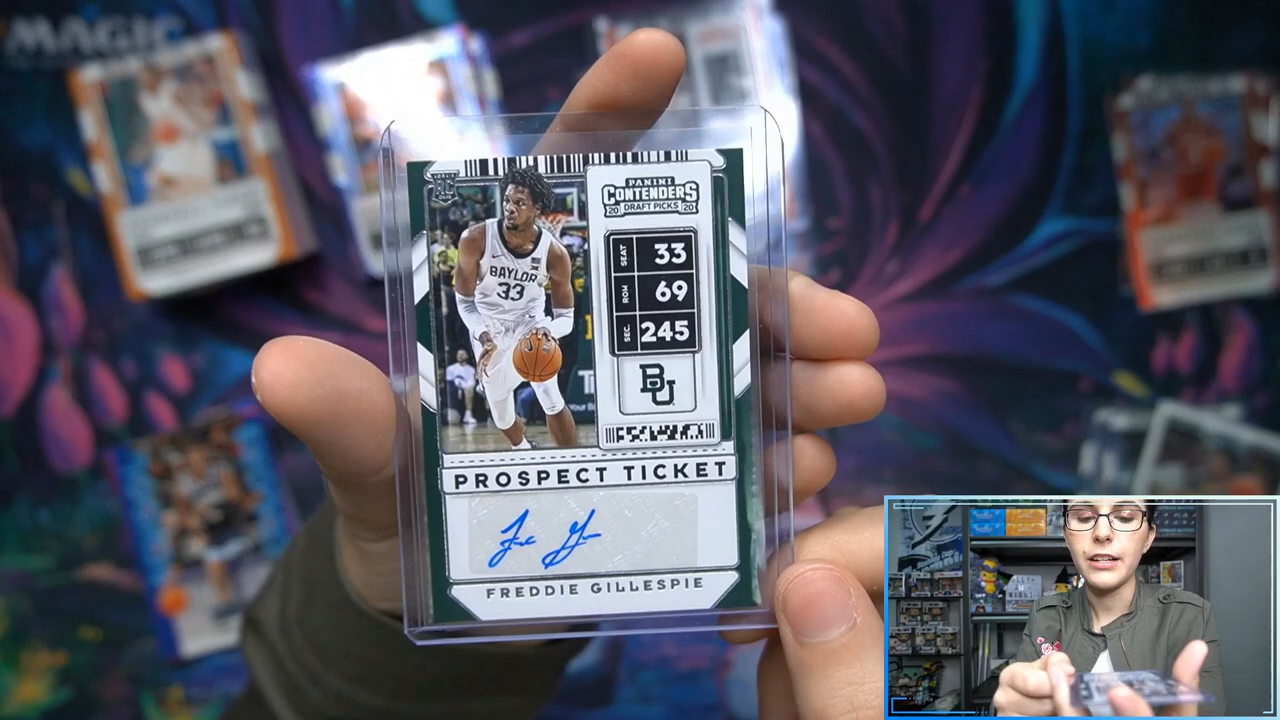 MAGIC
RC
PANINI
CONTENDERS
DRAFT PICKS
20 20
SEAT 33
ROW 69
SEC. 245
BAYLOR
33
BU
PROSPECT TICKET
FREDDIE GILLESPIE